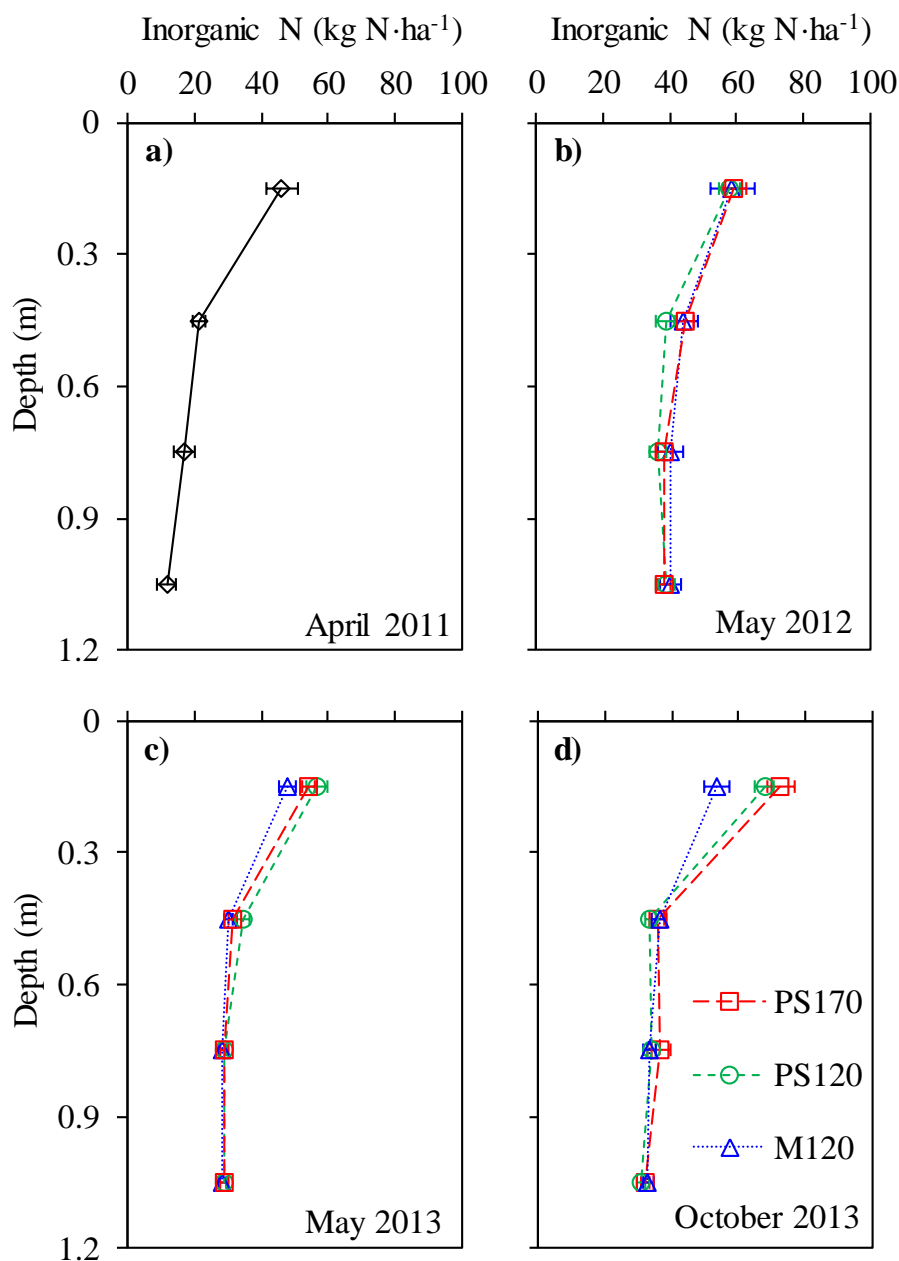 Inorganic N (kg N·ha⁻¹) Inorganic N (kg N·ha⁻¹)
0 20 40 60 80 100 0 20 40 60 80 100
0
a) b)
0.3
0.6
Depth (m)
0.9
April 2011 May 2012
1.2
0
c) d)
0.3
0.6
Depth (m)
PS170
PS120
0.9
M120
May 2013 October 2013
1.2